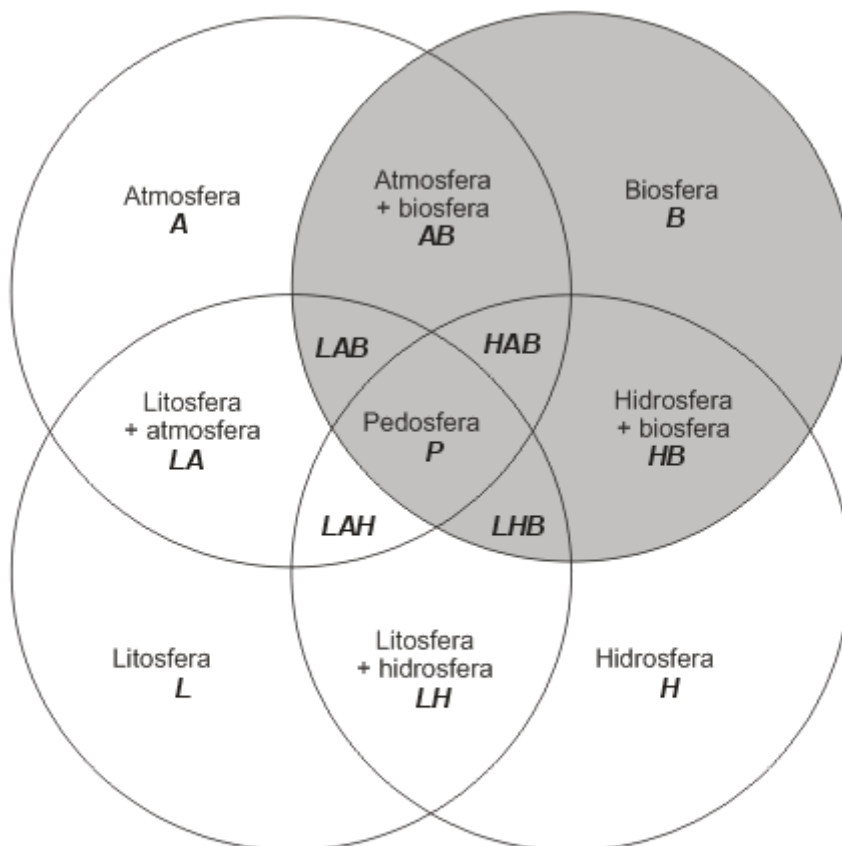 Atmosfera
A
Atmosfera
+ biosfera
AB
Biosfera
B
LAB
HAB
Litosfera
+ atmosfera
LA
Pedosfera
P
Hidrosfera
+ biosfera
HB
LAH
LHB
Litosfera
L
Litosfera
+ hidrosfera
LH
Hidrosfera
H